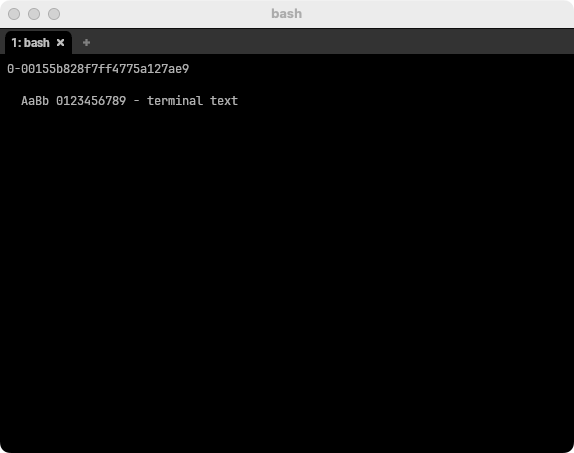 bash
1: bash × +
0-00155b828f7ff4775a127ae9
AaBb 0123456789 - terminal text